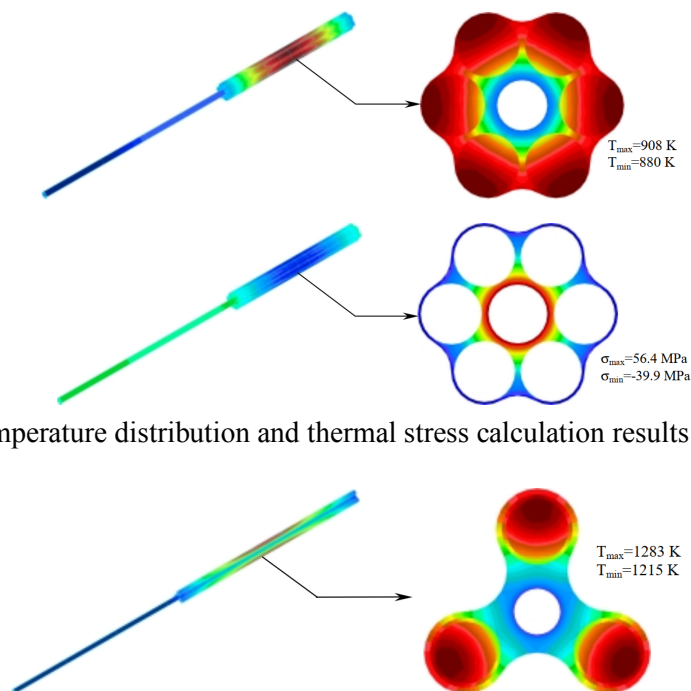 Tmax=908 K
Tmin=880 K
σmax=56.4 MPa
σmin=-39.9 MPa
mperature distribution and thermal stress calculation results
Tmax=1283 K
Tmin=1215 K